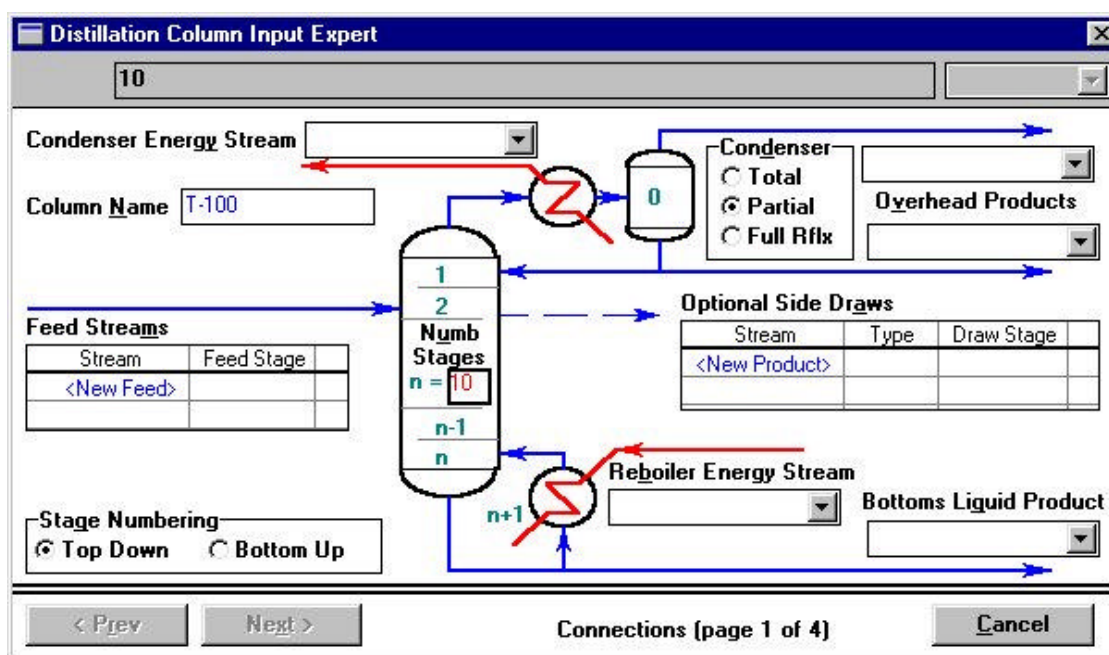 Distillation Column Input Expert
10
Condenser Energy Stream
Column Name T-100
0
Condenser
Total
Partial
Full Rflx
Overhead Products
1
2
Numb
Stages
n = 10
n-1
n
n+1
Feed Streams
Stream Feed Stage
<New Feed>
Optional Side Draws
Stream Type Draw Stage
<New Product>
Reboiler Energy Stream
Bottoms Liquid Product
Stage Numbering
Top Down Bottom Up
< Prev Next > Connections (page 1 of 4) Cancel